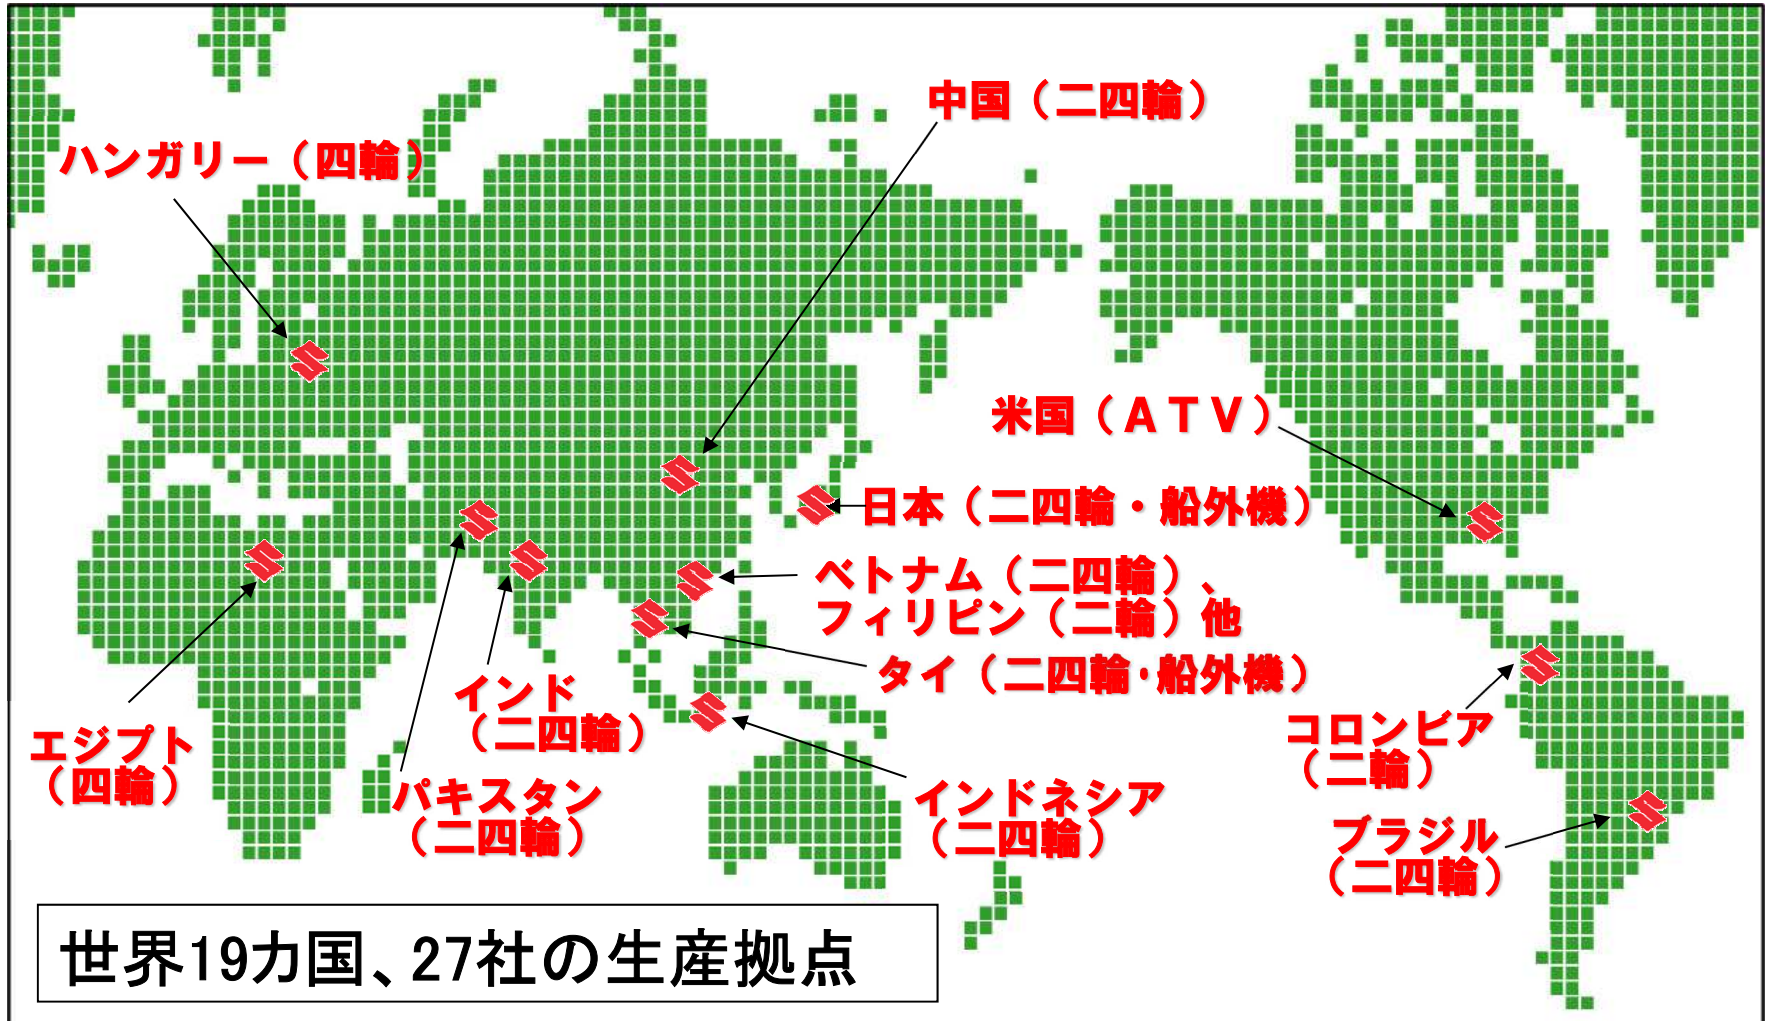 中国（二四輪）
ハンガリー（四輪）
米国（ＡＴＶ）
日本（二四輪・船外機）
ベトナム（二四輪）、
フィリピン（二輪）他
タイ（二四輪・船外機）
インド
（二四輪）
エジプト
（四輪）
パキスタン
（二四輪）
インドネシア
（二四輪）
コロンビア
（二輪）
ブラジル
（二四輪）
世界19カ国、27社の生産拠点